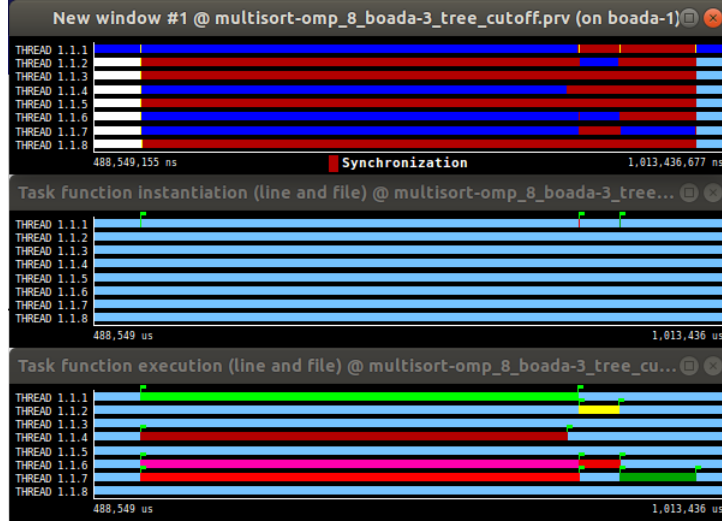 New window #1 @ multisort-omp_8_boada-3_tree_cutoff.prv (on boada-1)
THREAD 1.1.1
THREAD 1.1.2
THREAD 1.1.3
THREAD 1.1.4
THREAD 1.1.5
THREAD 1.1.6
THREAD 1.1.7
THREAD 1.1.8
488,549,155 ns
Synchronization
1,013,436,677 ns
Task function instantiation (line and file) @ multisort-omp_8_boada-3_tree...
THREAD 1.1.1
THREAD 1.1.2
THREAD 1.1.3
THREAD 1.1.4
THREAD 1.1.5
THREAD 1.1.6
THREAD 1.1.7
THREAD 1.1.8
488,549 us
1,013,436 us
Task function execution (line and file) @ multisort-omp_8_boada-3_tree_cu...
THREAD 1.1.1
THREAD 1.1.2
THREAD 1.1.3
THREAD 1.1.4
THREAD 1.1.5
THREAD 1.1.6
THREAD 1.1.7
THREAD 1.1.8
488,549 us
1,013,436 us